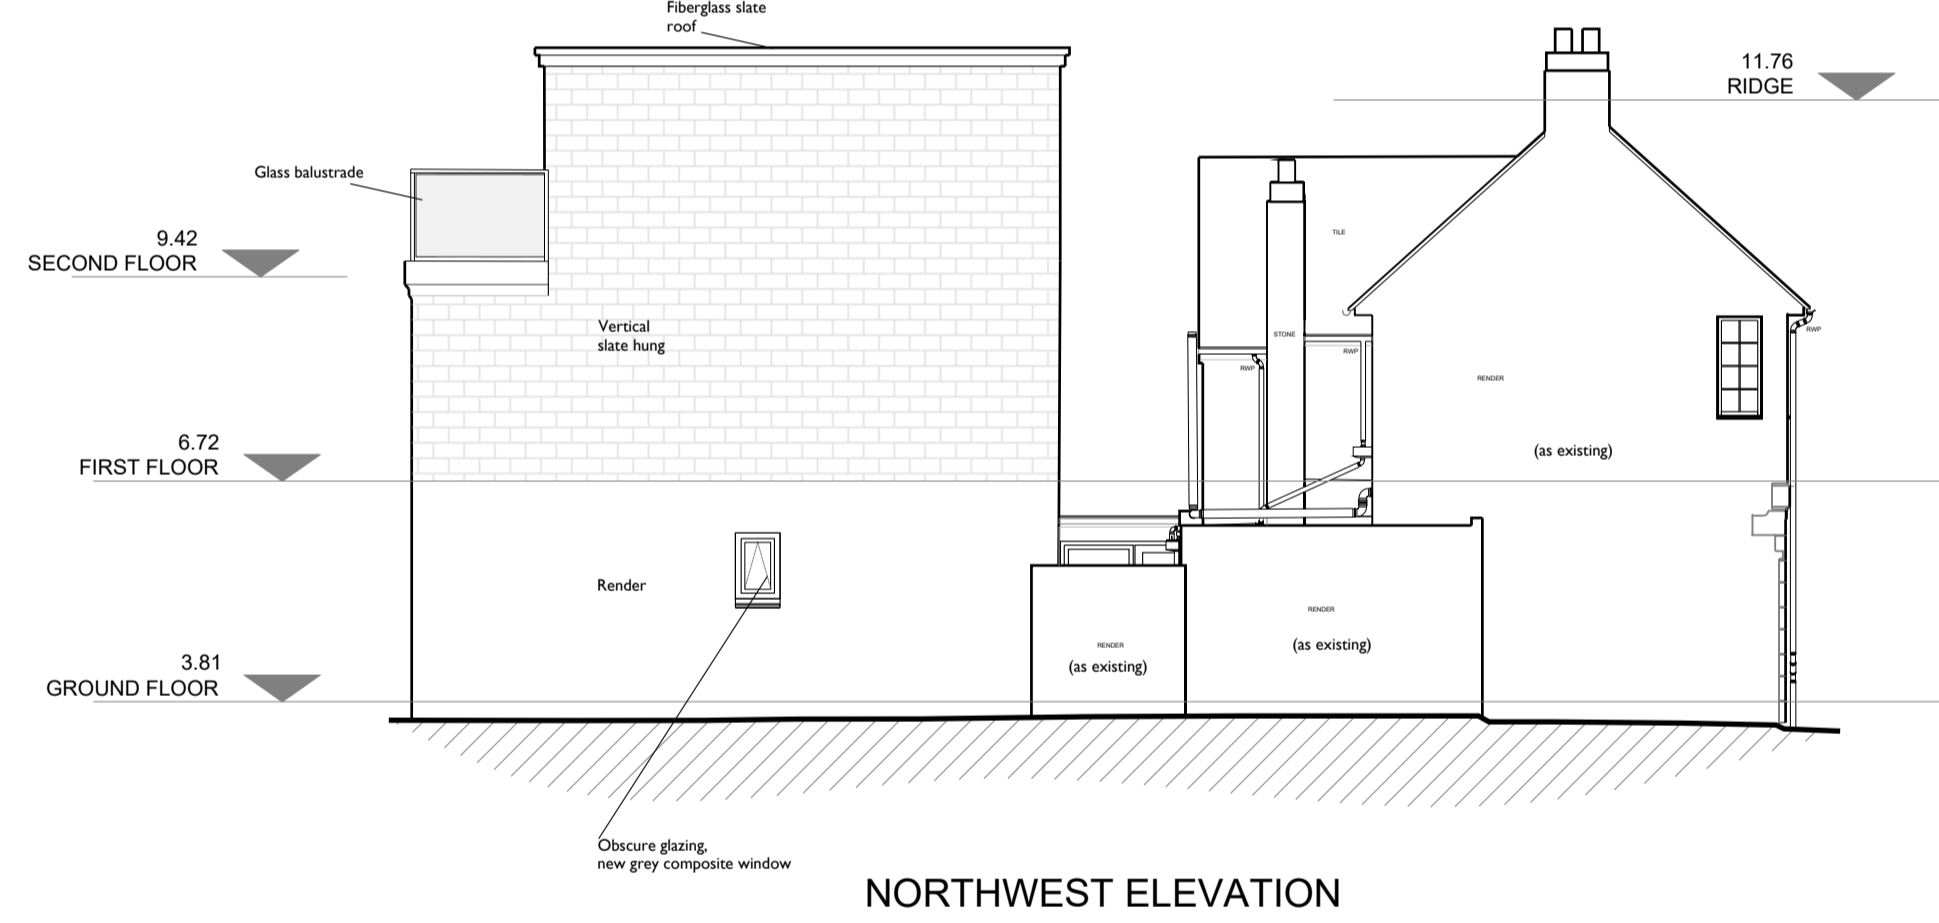 Fiberglass slate
roof
11.76
RIDGE
Glass balustrade
TILE
9.42
SECOND FLOOR
Vertical
slate hung
STONE
RWP
RWP
RWP
RENDER
6.72
FIRST FLOOR
(as existing)
Render
RENDER
(as existing)
RENDER
(as existing)
3.81
GROUND FLOOR
Obscure glazing,
new grey composite window
NORTHWEST ELEVATION